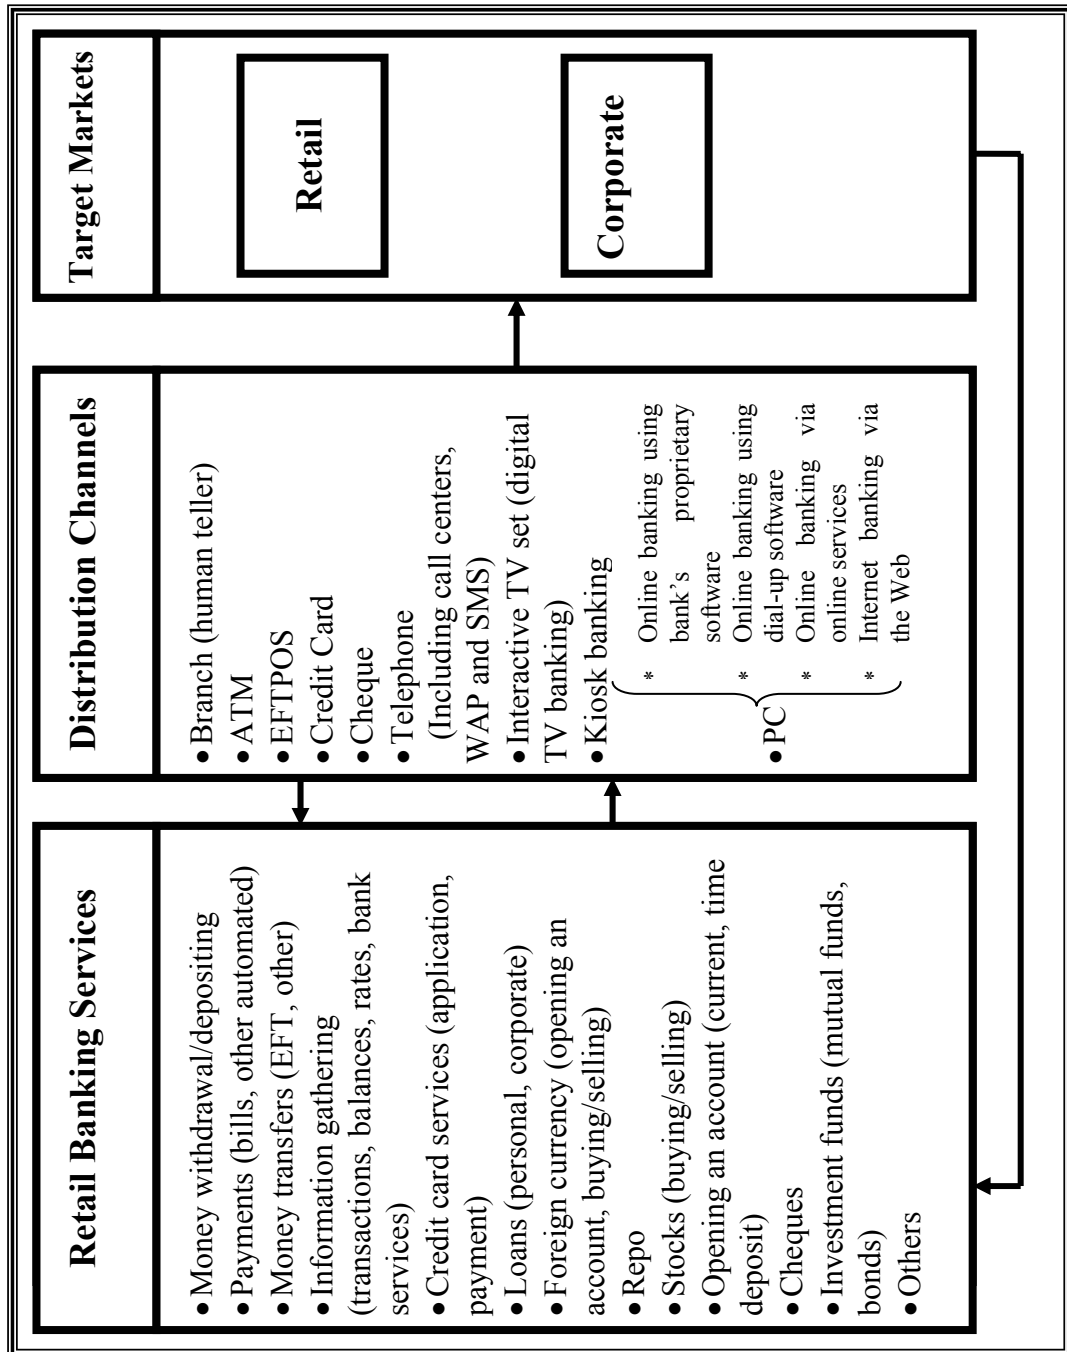 Retail Banking Services
• Money withdrawal/depositing
• Payments (bills, other automated)
• Money transfers (EFT, other)
• Information gathering
(transactions, balances, rates, bank
services)
• Credit card services (application,
payment)
• Loans (personal, corporate)
• Foreign currency (opening an
account, buying/selling)
• Repo
• Stocks (buying/selling)
• Opening an account (current, time
deposit)
• Cheques
• Investment funds (mutual funds,
bonds)
• Others
Distribution Channels
• Branch (human teller)
• ATM
• EFTPOS
• Credit Card
• Cheque
• Telephone
(Including call centers,
WAP and SMS)
• Interactive TV set (digital
TV banking)
• Kiosk banking
• PC
* Online banking using
bank's proprietary
software
* Online banking using
dial-up software
* Online banking via
online services
* Internet banking via
the Web
Target Markets
Retail
Corporate